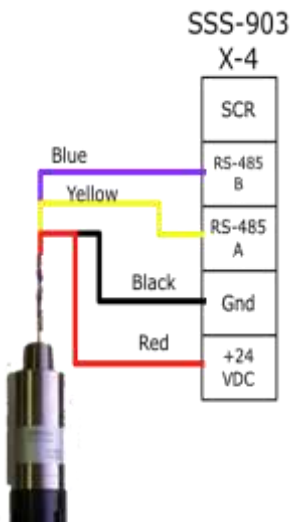 SSS-903
X-4
SCR
Blue
RS-485
B
Yellow
RS-485
A
Black
Gnd
Red
+24
VDC